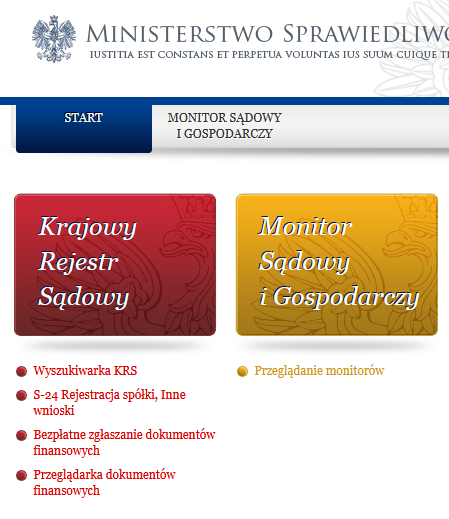 MINISTERSTWO SPRAWIEDLIWO
IUSTITIA EST CONSTANS ET PERPETUA VOLUNTAS IUS SUUM CUIQUE
START
MONITOR SĄDOWY
I GOSPODARCZY
Krajowy
Rejestr
Sądowy
Monitor
Sądowy
i Gospodarczy
Wyszukiwarka KRS
S-24 Rejestracja spółki, Inne
wnioski
Bezpłatne zgłaszanie dokumentów
finansowych
Przeglądarka dokumentów
finansowych
Przeglądanie monitorów